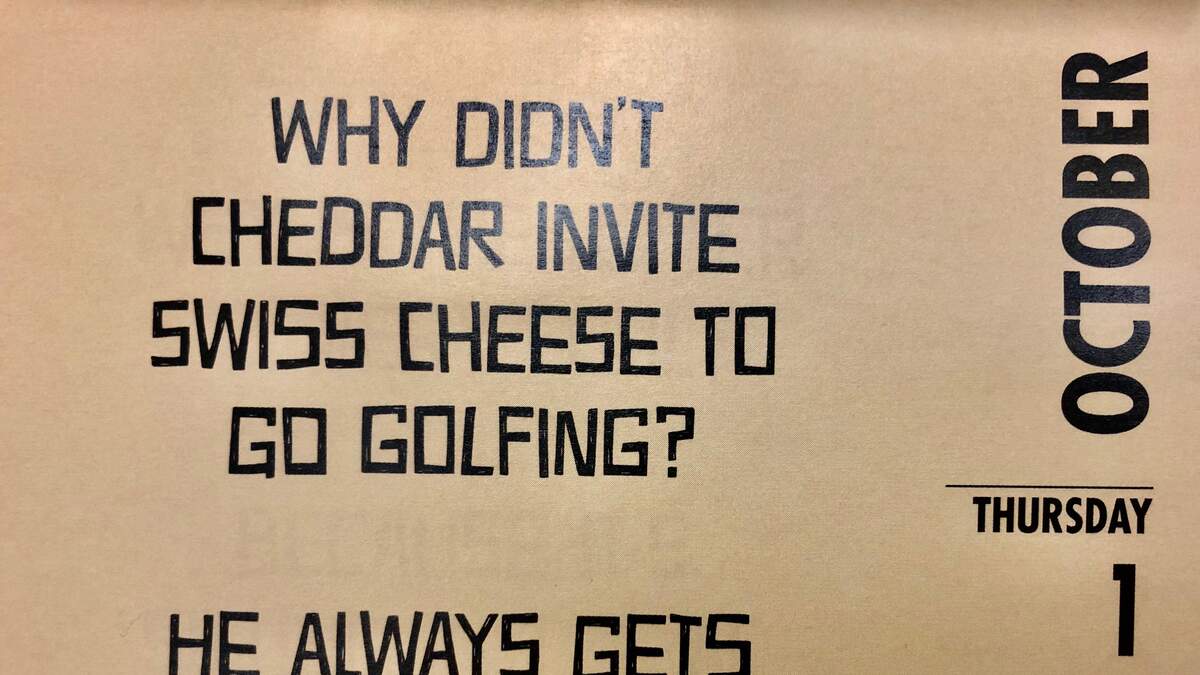 WHY DIDN'T
CHEDDAR INVITE
SWISS CHEESE TO
GO GOLFING?
HE ALWAYS GETS
OCTOBER
THURSDAY
1